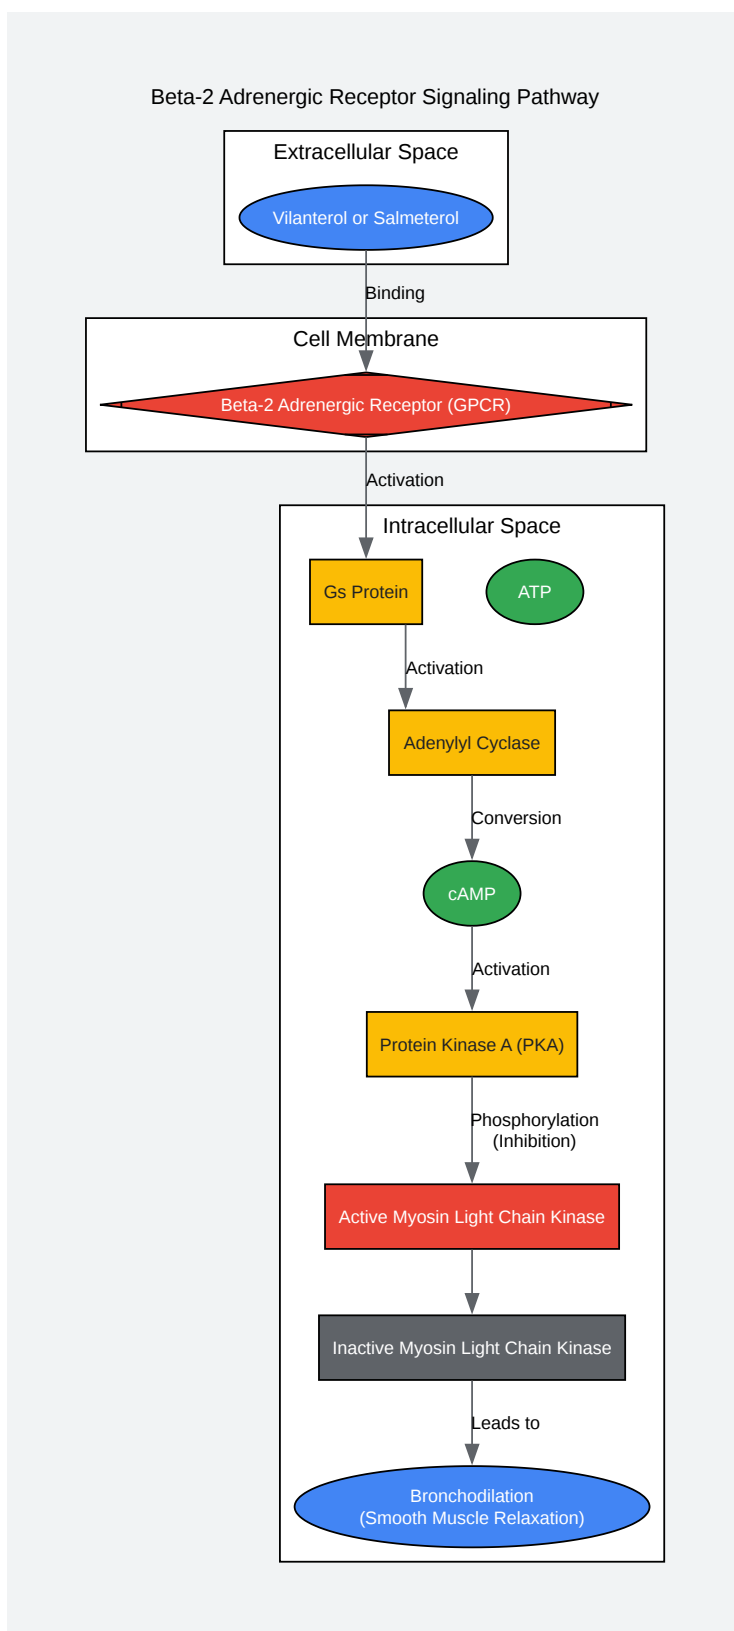 Beta-2 Adrenergic Receptor Signaling Pathway
Extracellular Space
Vilanterol or Salmeterol
Binding
Cell Membrane
Beta-2 Adrenergic Receptor (GPCR)
Activation
Intracellular Space
Gs Protein
ATP
Activation
Adenylyl Cyclase
Conversion
cAMP
Activation
Protein Kinase A (PKA)
Phosphorylation
(Inhibition)
Active Myosin Light Chain Kinase
Inactive Myosin Light Chain Kinase
Leads to
Bronchodilation
(Smooth Muscle Relaxation)